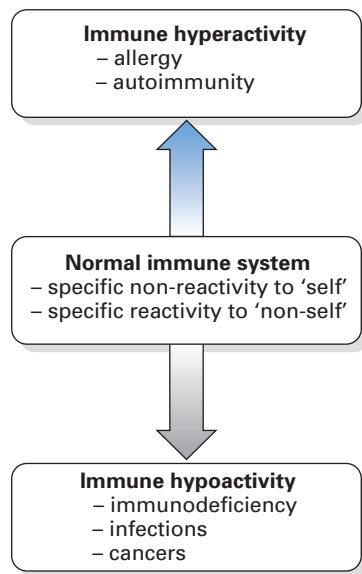 Immune hyperactivity
– allergy
– autoimmunity
Normal immune system
– specific non-reactivity to ‘self’
– specific reactivity to ‘non-self’
Immune hypoactivity
– immunodeficiency
– infections
– cancers